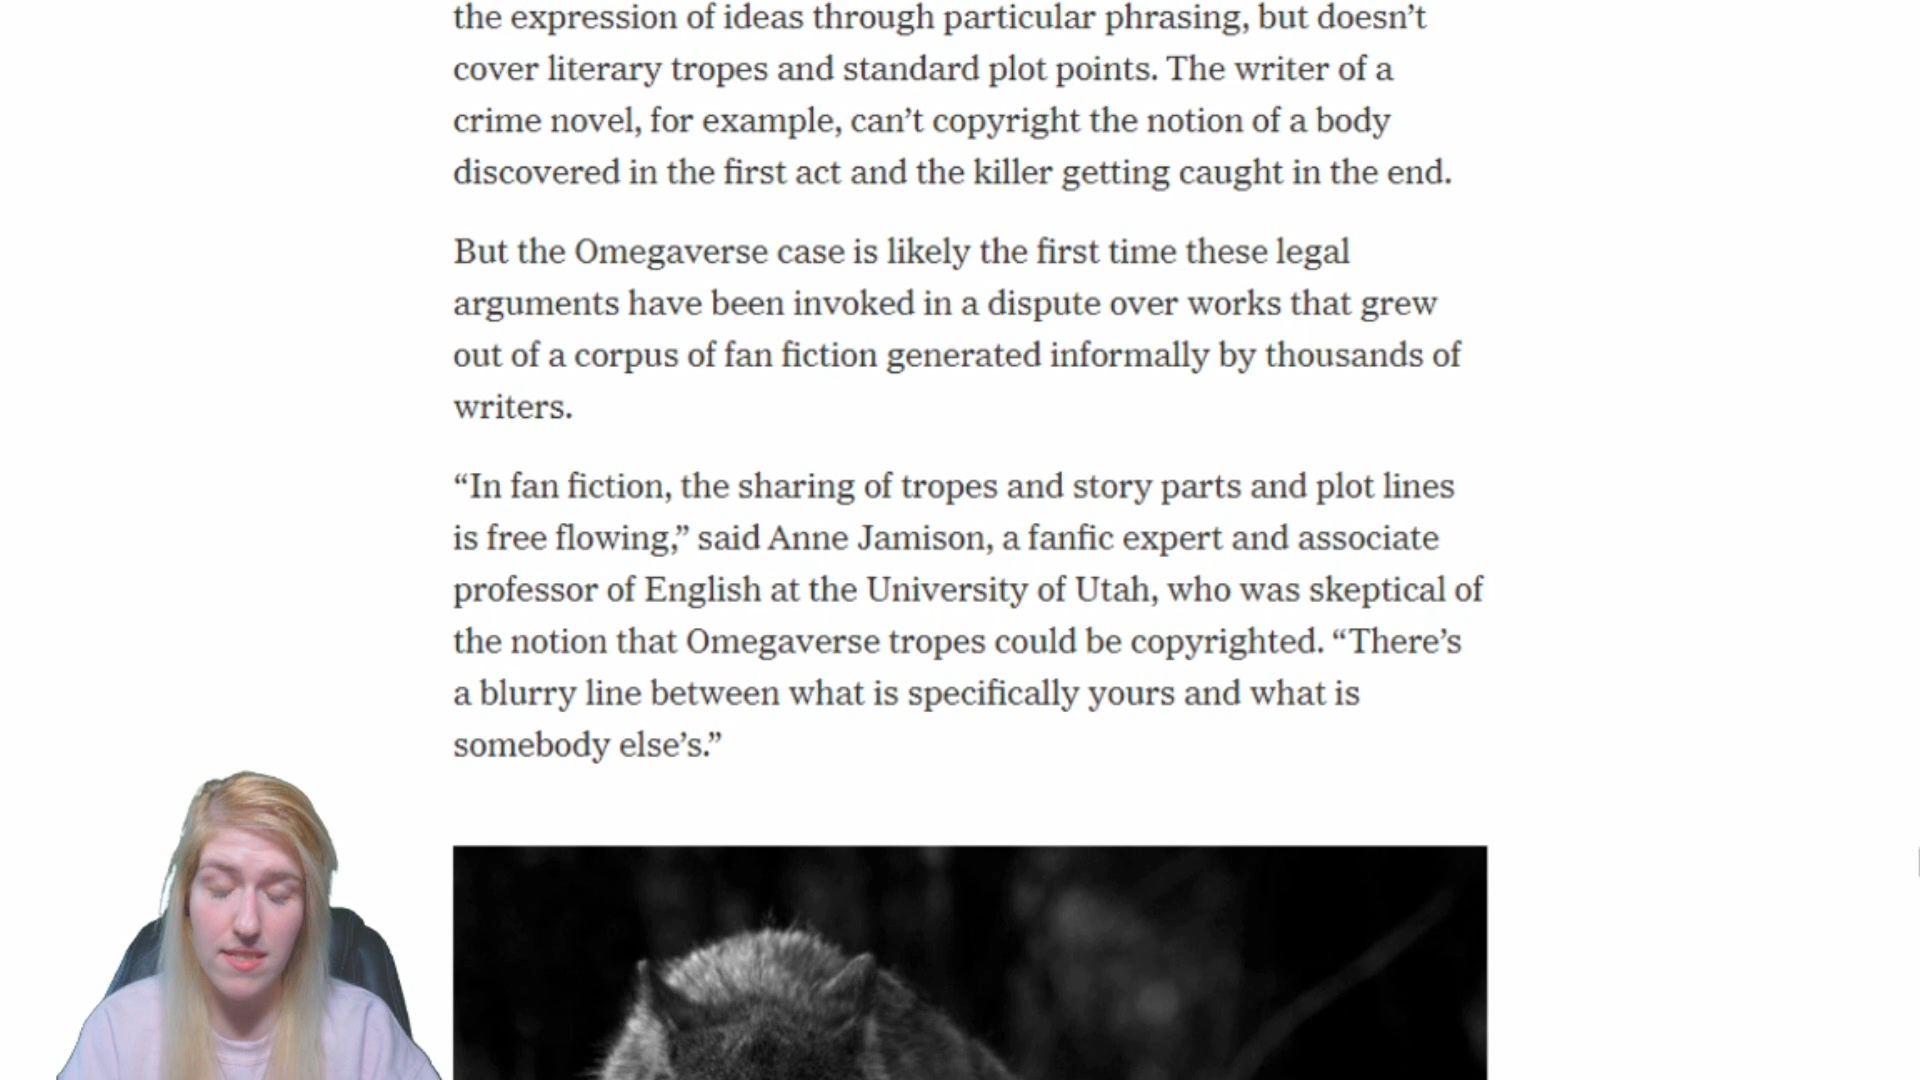 the expression of ideas through particular phrasing, but doesn’t
cover literary tropes and standard plot points. The writer of a
crime novel, for example, can’t copyright the notion of a body
discovered in the first act and the killer getting caught in the end.
But the Omegaverse case is likely the first time these legal
arguments have been invoked in a dispute over works that grew
out of a corpus of fan fiction generated informally by thousands of
writers.
“In fan fiction, the sharing of tropes and story parts and plot lines
is free flowing,” said Anne Jamison, a fanfic expert and associate
professor of English at the University of Utah, who was skeptical of
the notion that Omegaverse tropes could be copyrighted. “There’s
a blurry line between what is specifically yours and what is
somebody else’s.”